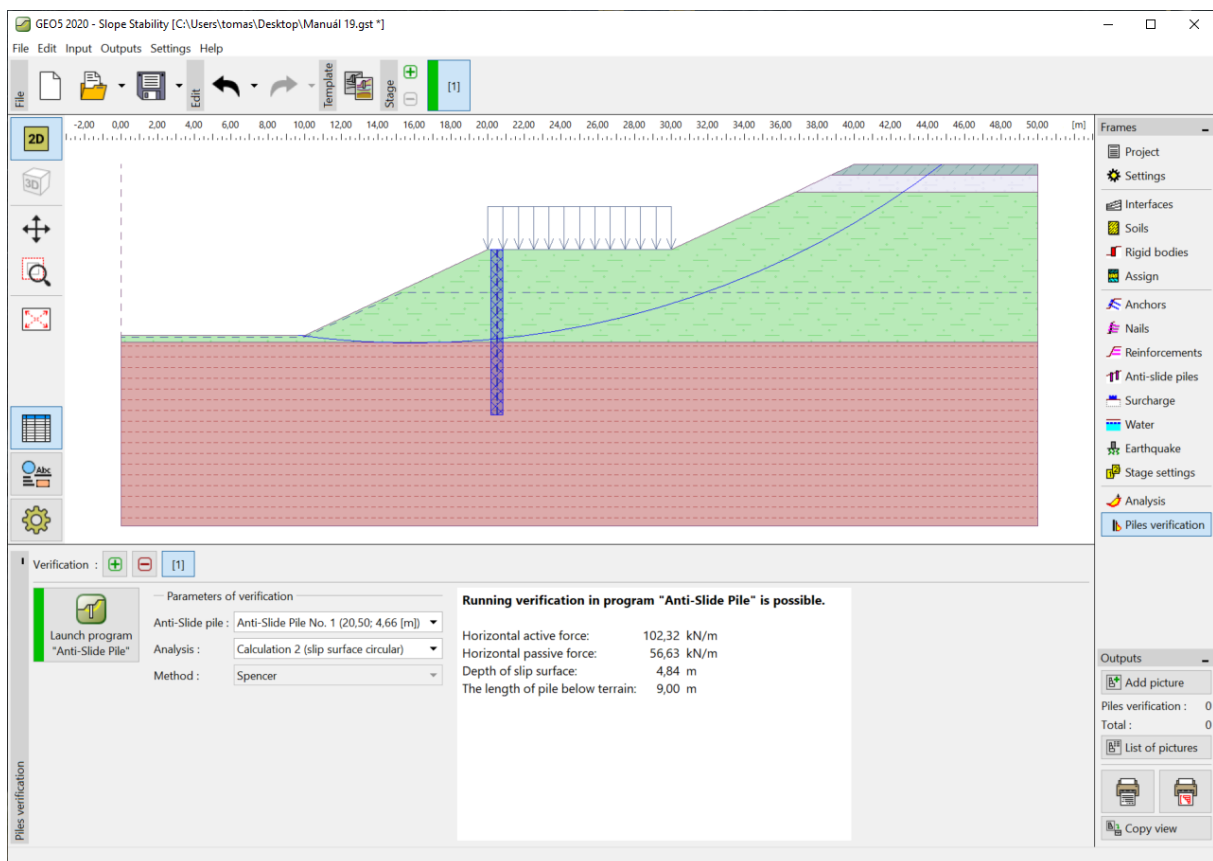 GEO5 2020 - Slope Stability [C:\Users\tomas\Desktop\Manuál 19.gst *]
File Edit Input Outputs Settings Help
File
Edit
Template
Stage
[1]
2D
3D
Abc
-2,00 0,00 2,00 4,00 6,00 8,00 10,00 12,00 14,00 16,00 18,00 20,00 22,00 24,00 26,00 28,00 30,00 32,00 34,00 36,00 38,00 40,00 42,00 44,00 46,00 48,00 50,00 [m]
Frames
Project
Settings
Interfaces
Soils
Rigid bodies
Assign
Anchors
Nails
Reinforcements
Anti-slide piles
Surcharge
Water
Earthquake
Stage settings
Analysis
Piles verification
Verification : [1]
Launch program
"Anti-Slide Pile"
Parameters of verification
Anti-Slide pile : Anti-Slide Pile No. 1 (20,50; 4,66 [m])
Analysis : Calculation 2 (slip surface circular)
Method : Spencer
Running verification in program "Anti-Slide Pile" is possible.
Horizontal active force: 102,32 kN/m
Horizontal passive force: 56,63 kN/m
Depth of slip surface: 4,84 m
The length of pile below terrain: 9,00 m
Piles verification
Outputs
Add picture
Piles verification : 0
Total : 0
List of pictures
Copy view